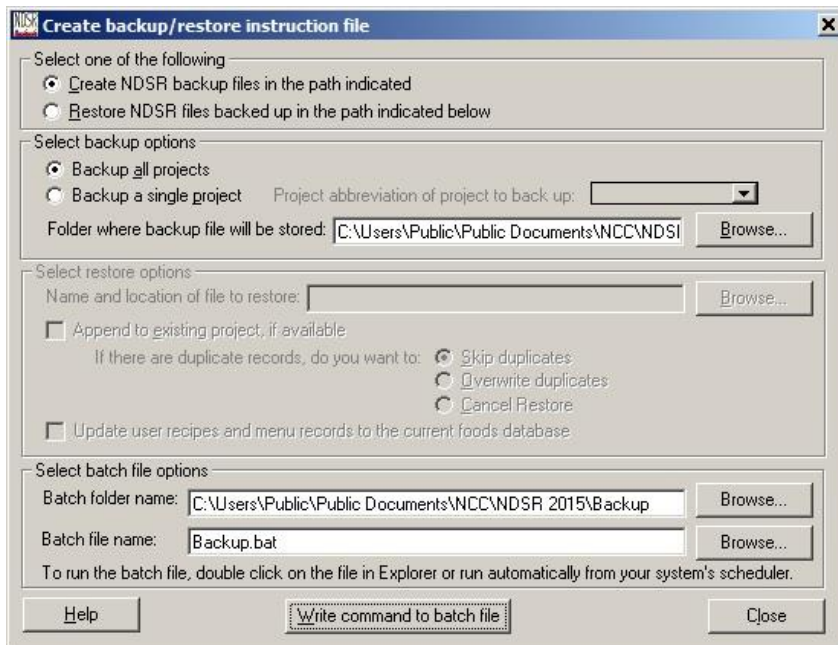 NDSR Create backup/restore instruction file
Select one of the following
Create NDSR backup files in the path indicated
Restore NDSR files backed up in the path indicated below
Select backup options
Backup all projects
Backup a single project Project abbreviation of project to back up:
Folder where backup file will be stored: C:\Users\Public\Public Documents\NCC\NDSI Browse...
Select restore options
Name and location of file to restore: Browse...
Append to existing project, if available
If there are duplicate records, do you want to: Skip duplicates
Overwrite duplicates
Cancel Restore
Update user recipes and menu records to the current foods database
Select batch file options
Batch folder name: C:\Users\Public\Public Documents\NCC\NDSR 2015\Backup Browse...
Batch file name: Backup.bat Browse...
To run the batch file, double click on the file in Explorer or run automatically from your system's scheduler.
Help Write command to batch file Close